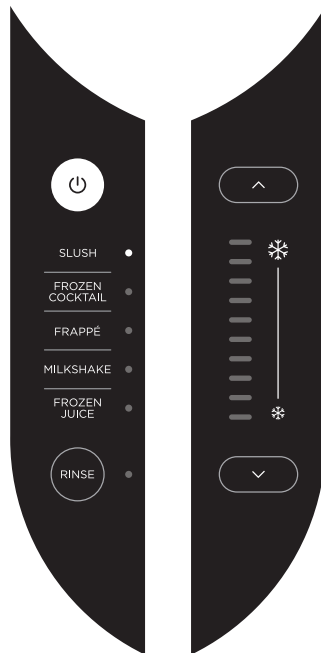 SLUSH
FROZEN
COCKTAIL
FRAPPÉ
MILKSHAKE
FROZEN
JUICE
RINSE